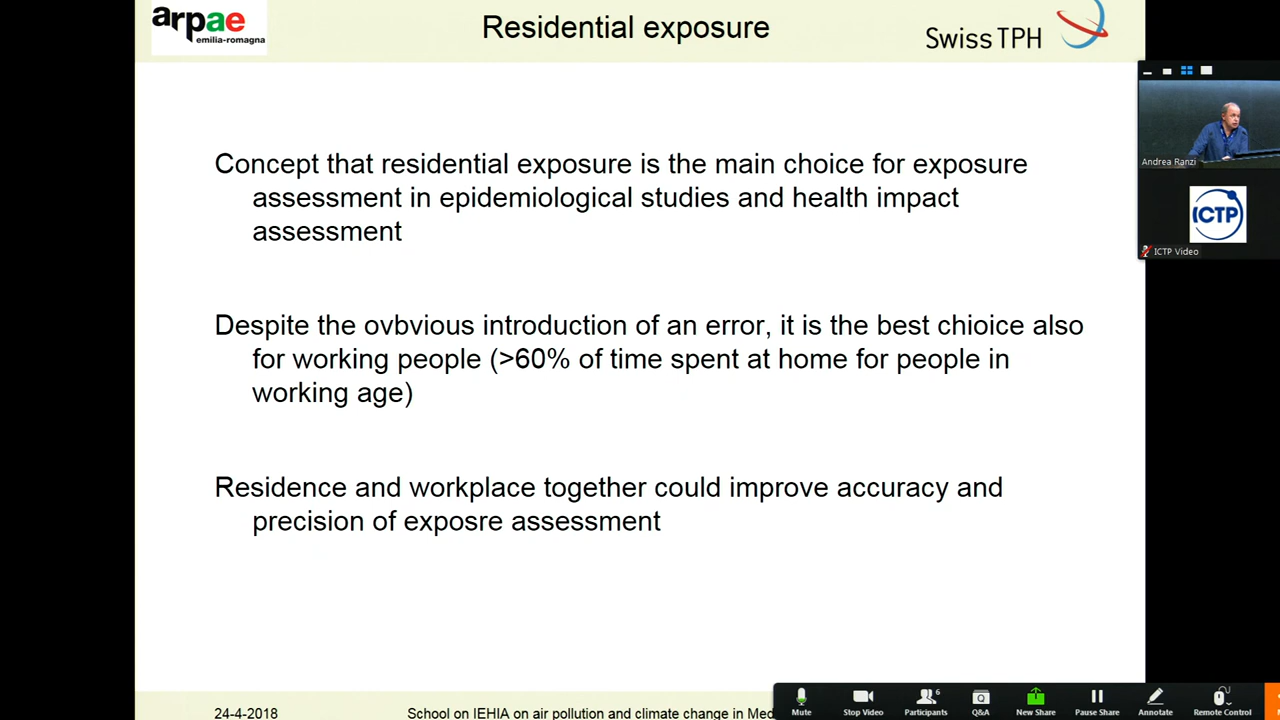 arpae
emilia-romagna
Residential exposure
Swiss TPH
Concept that residential exposure is the main choice for exposure
assessment in epidemiological studies and health impact
assessment
Despite the ovbvious introduction of an error, it is the best chioice also
for working people (>60% of time spent at home for people in
working age)
Residence and workplace together could improve accuracy and
precision of exposre assessment
24-4-2018
School on IEHIA on air pollution and climate change in Med
Andrea Ranzi
ICTP
ICTP Video
Mute
Stop Video
6
Participants
Q&A
New Share
Pause Share
Annotate
Remote Control